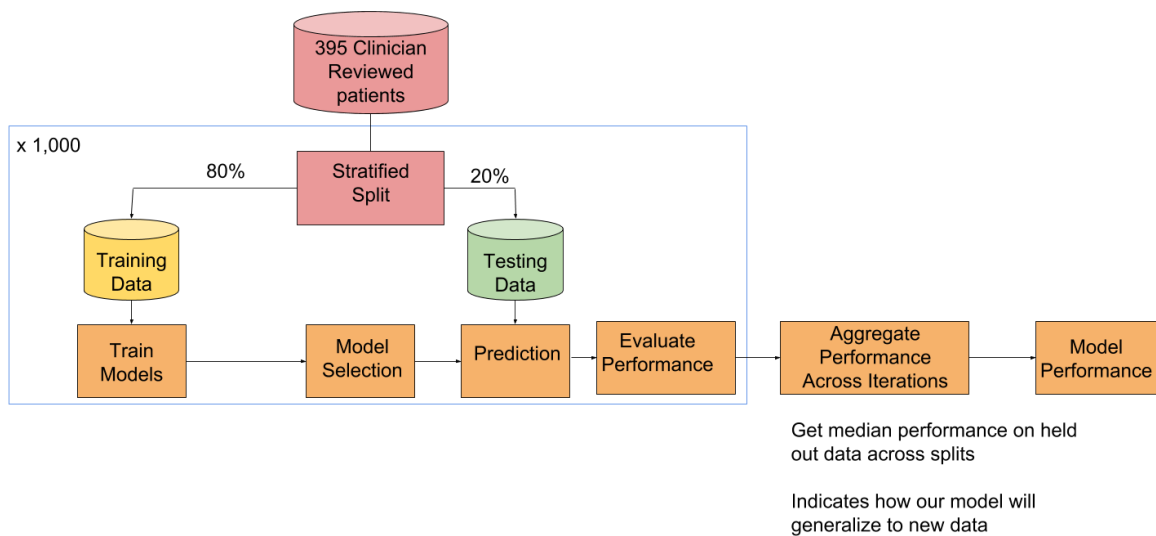 395 Clinician
Reviewed
patients
x 1,000
Stratified
Split
80%
20%
Training
Data
Testing
Data
Train
Models
Model
Selection
Prediction
Evaluate
Performance
Aggregate
Performance
Across Iterations
Model
Performance
Get median performance on held
out data across splits
Indicates how our model will
generalize to new data